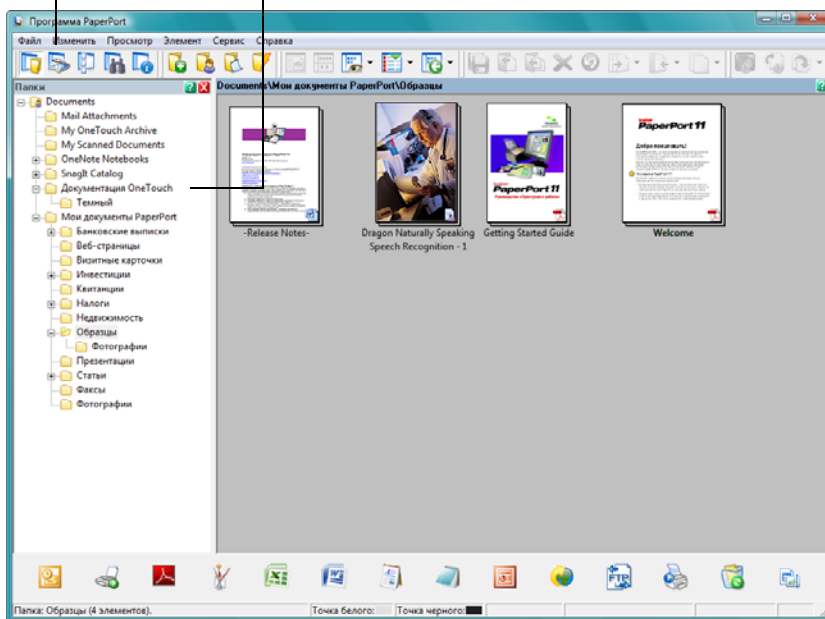 Программа PaperPort
Файл Изменить Просмотр Элемент Сервис Справка
Папки
Documents\Мои документы PaperPort\Образцы
Documents
Mail Attachments
My OneTouch Archive
My Scanned Documents
OneNote Notebooks
SnagIt Catalog
Документация OneTouch
Темный
Мои документы PaperPort
Банковские выписки
Веб-страницы
Визитные карточки
Инвестиции
Квитанции
Налоги
Недвижимость
Образцы
Фотографии
Презентации
Статьи
Факсы
Фотографии
PaperPort 11
PaperPort 11
Добро пожаловать!
-Release Notes-
Dragon Naturally Speaking
Speech Recognition - 1
Getting Started Guide
Welcome
FTP
Папка: Образцы (4 элементов).
Точка белого:
Точка черного: